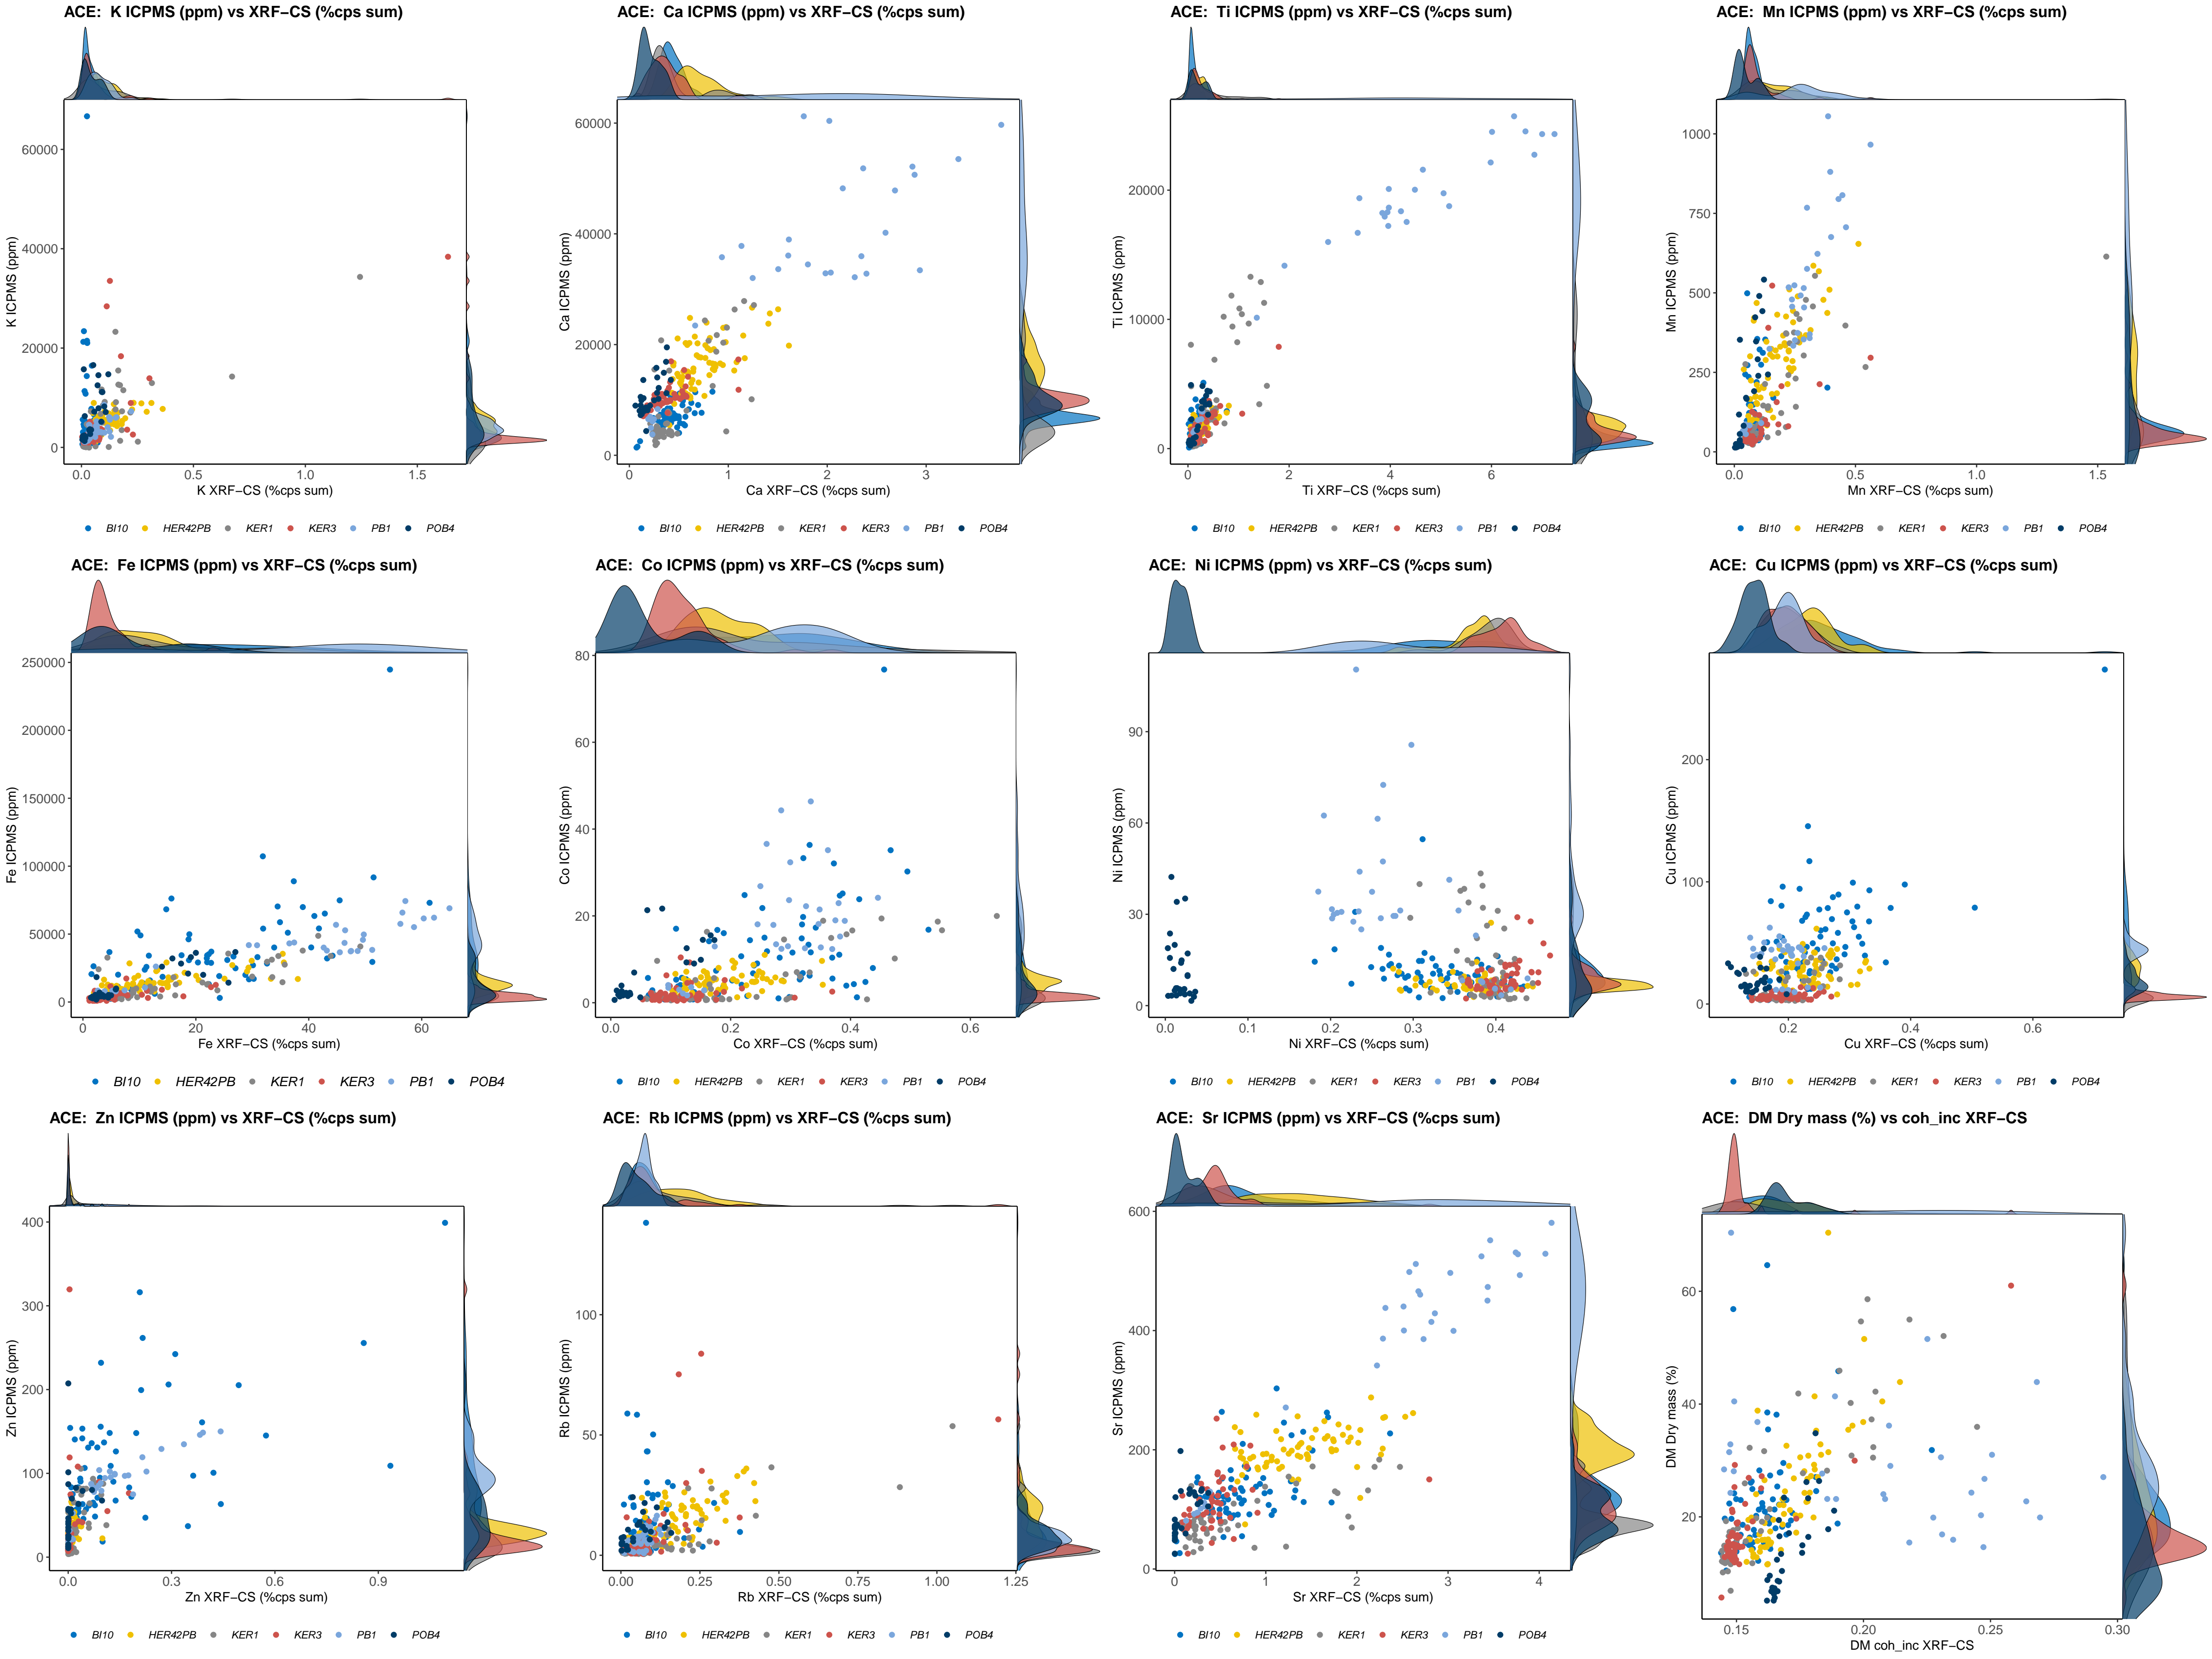 ACE:  K ICPMS (ppm) vs XRF−CS (%cps sum)
K ICPMS (ppm)
60000
40000
20000
0
0.0 0.5 1.0 1.5
K XRF−CS (%cps sum)
BI10 HER42PB KER1 KER3 PB1 POB4
ACE:  Ca ICPMS (ppm) vs XRF−CS (%cps sum)
Ca ICPMS (ppm)
60000
40000
20000
0
0 1 2 3
Ca XRF−CS (%cps sum)
BI10 HER42PB KER1 KER3 PB1 POB4
ACE:  Ti ICPMS (ppm) vs XRF−CS (%cps sum)
Ti ICPMS (ppm)
20000
10000
0
0 2 4 6
Ti XRF−CS (%cps sum)
BI10 HER42PB KER1 KER3 PB1 POB4
ACE:  Mn ICPMS (ppm) vs XRF−CS (%cps sum)
Mn ICPMS (ppm)
1000
750
500
250
0
0.0 0.5 1.0 1.5
Mn XRF−CS (%cps sum)
BI10 HER42PB KER1 KER3 PB1 POB4
ACE:  Fe ICPMS (ppm) vs XRF−CS (%cps sum)
Fe ICPMS (ppm)
250000
200000
150000
100000
50000
0
0 20 40 60
Fe XRF−CS (%cps sum)
BI10 HER42PB KER1 KER3 PB1 POB4
ACE:  Co ICPMS (ppm) vs XRF−CS (%cps sum)
Co ICPMS (ppm)
80
60
40
20
0
0.0 0.2 0.4 0.6
Co XRF−CS (%cps sum)
BI10 HER42PB KER1 KER3 PB1 POB4
ACE:  Ni ICPMS (ppm) vs XRF−CS (%cps sum)
Ni ICPMS (ppm)
90
60
30
0
0.0 0.1 0.2 0.3 0.4
Ni XRF−CS (%cps sum)
BI10 HER42PB KER1 KER3 PB1 POB4
ACE:  Cu ICPMS (ppm) vs XRF−CS (%cps sum)
Cu ICPMS (ppm)
200
100
0
0.2 0.4 0.6
Cu XRF−CS (%cps sum)
BI10 HER42PB KER1 KER3 PB1 POB4
ACE:  Zn ICPMS (ppm) vs XRF−CS (%cps sum)
Zn ICPMS (ppm)
400
300
200
100
0
0.0 0.3 0.6 0.9
Zn XRF−CS (%cps sum)
BI10 HER42PB KER1 KER3 PB1 POB4
ACE:  Rb ICPMS (ppm) vs XRF−CS (%cps sum)
Rb ICPMS (ppm)
100
50
0
0.00 0.25 0.50 0.75 1.00 1.25
Rb XRF−CS (%cps sum)
BI10 HER42PB KER1 KER3 PB1 POB4
ACE:  Sr ICPMS (ppm) vs XRF−CS (%cps sum)
Sr ICPMS (ppm)
600
400
200
0
0 1 2 3 4
Sr XRF−CS (%cps sum)
BI10 HER42PB KER1 KER3 PB1 POB4
ACE:  DM Dry mass (%) vs coh_inc XRF−CS
DM Dry mass (%)
60
40
20
0.15 0.20 0.25 0.30
DM coh_inc XRF−CS
BI10 HER42PB KER1 KER3 PB1 POB4